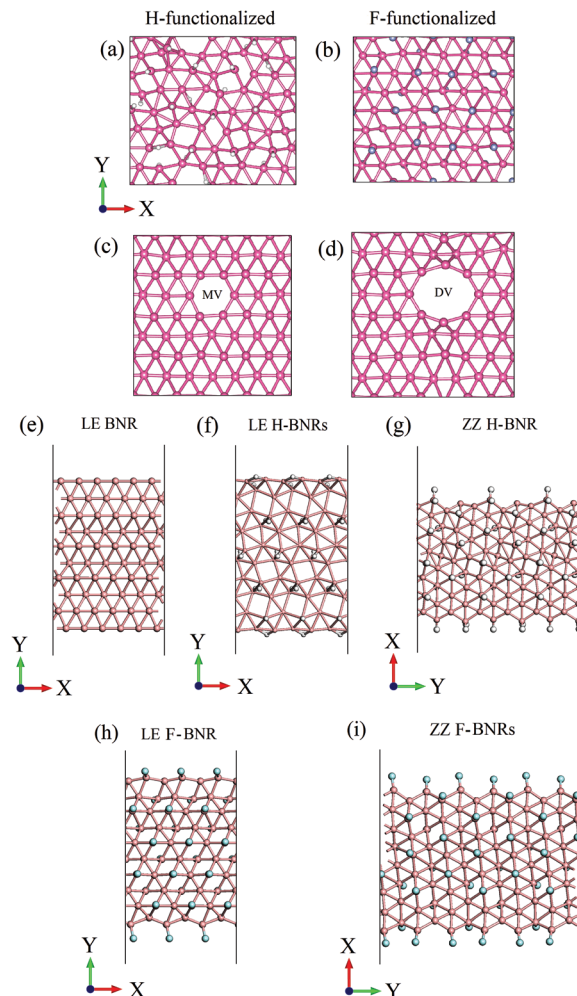 H-functionalized F-functionalized
(a) (b)
Y
X
(c) (d)
MV DV
(e) LE BNR (f) LE H-BNRs (g) ZZ H-BNR
Y Y X
X X Y
(h) LE F-BNR (i) ZZ F-BNRs
Y X
X Y